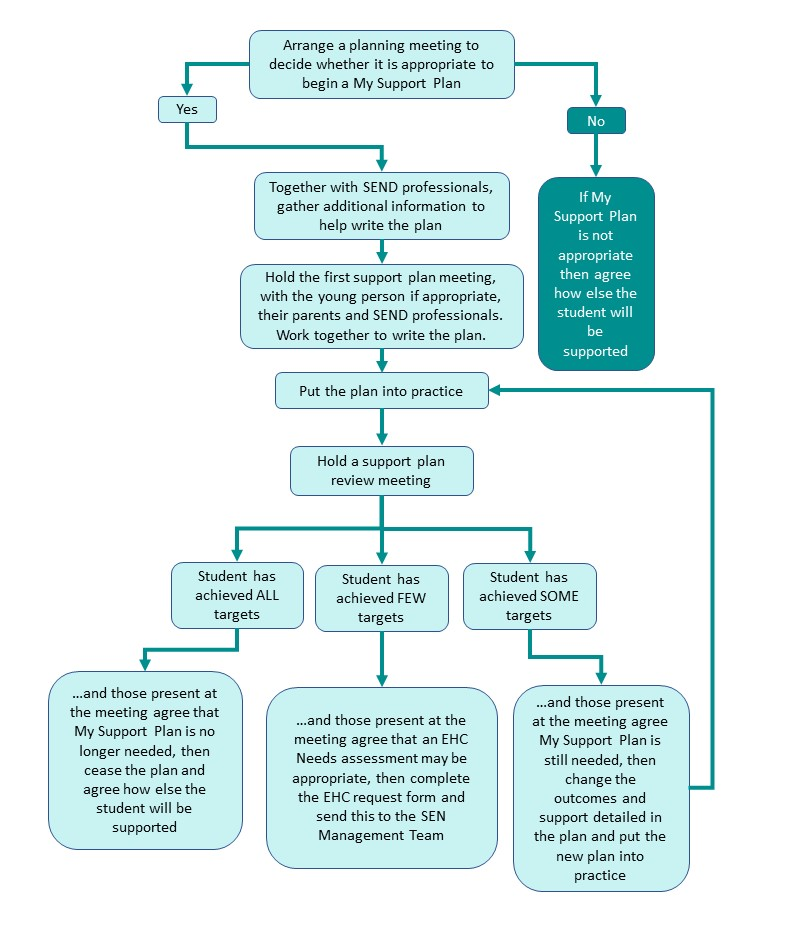 Arrange a planning meeting to
decide whether it is appropriate to
begin a My Support Plan
Yes
No
Together with SEND professionals,
gather additional information to
help write the plan
If My
Support Plan
is not
appropriate
then agree
how else the
student will
be
supported
Hold the first support plan meeting,
with the young person if appropriate,
their parents and SEND professionals.
Work together to write the plan.
Put the plan into practice
Hold a support plan
review meeting
Student has
achieved ALL
targets
Student has
achieved FEW
targets
Student has
achieved SOME
targets
...and those present at
the meeting agree that
My Support Plan is no
longer needed, then
cease the plan and
agree how else the
student will be
supported
...and those present at the
meeting agree that an EHC
Needs assessment may be
appropriate, then complete
the EHC request form and
send this to the SEN
Management Team
...and those present
at the meeting agree
My Support Plan is
still needed, then
change the
outcomes and
support detailed in
the plan and put the
new plan into
practice